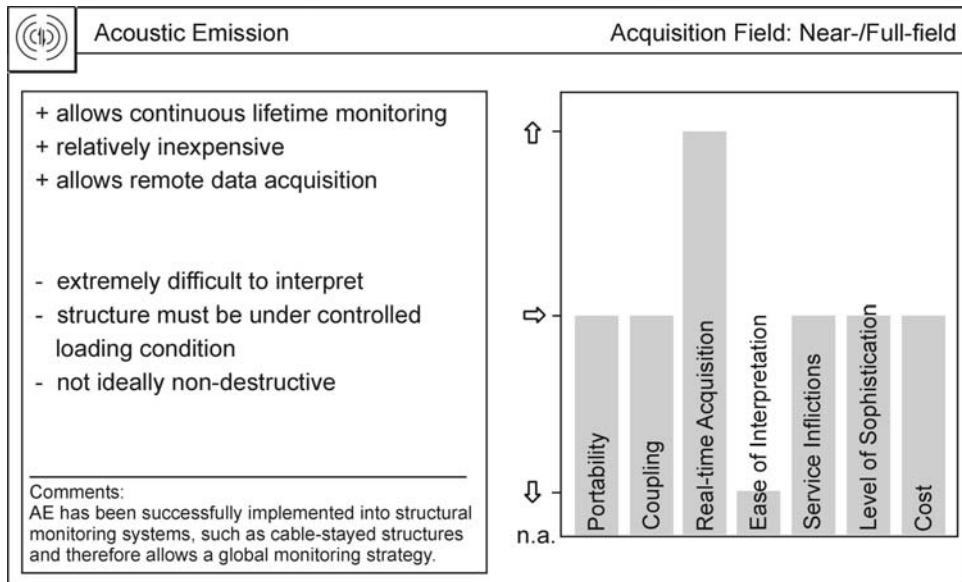 Acoustic Emission
Acquisition Field: Near-/Full-field
+ allows continuous lifetime monitoring
+ relatively inexpensive
+ allows remote data acquisition
- extremely difficult to interpret
- structure must be under controlled
loading condition
- not ideally non-destructive
Comments:
AE has been successfully implemented into structural
monitoring systems, such as cable-stayed structures
and therefore allows a global monitoring strategy.
n.a.
Portability
Coupling
Real-time Acquisition
Ease of Interpretation
Service Inflictions
Level of Sophistication
Cost